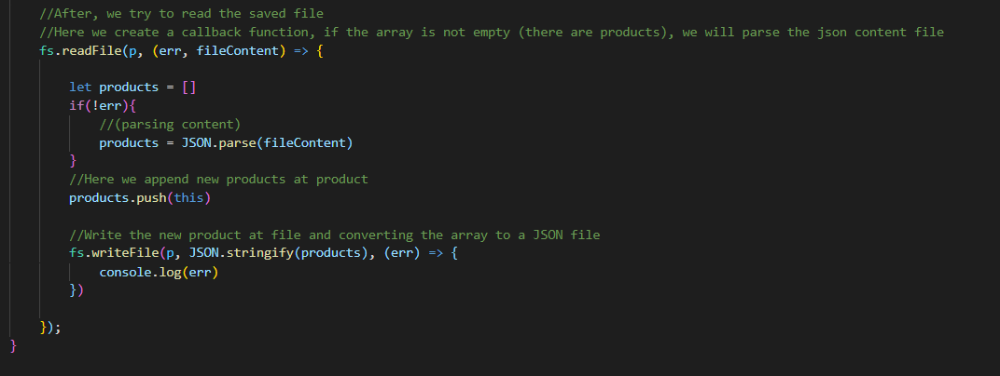 //After, we try to read the saved file
//Here we create a callback function, if the array is not empty (there are products), we will parse the json content file
fs.readFile(p, (err, fileContent) => {
let products = []
if(!err){
//(parsing content)
products = JSON.parse(fileContent)
}
//Here we append new products at product
products.push(this)
//Write the new product at file and converting the array to a JSON file
fs.writeFile(p, JSON.stringify(products), (err) => {
console.log(err)
})
});
}